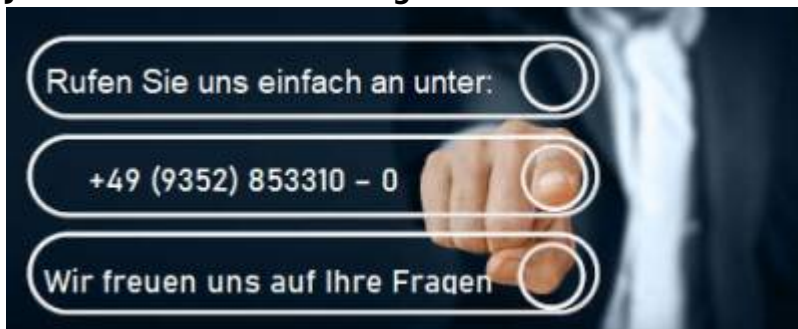 Rufen Sie uns einfach an unter:
+49 (9352) 853310 – 0
Wir freuen uns auf Ihre Fragen